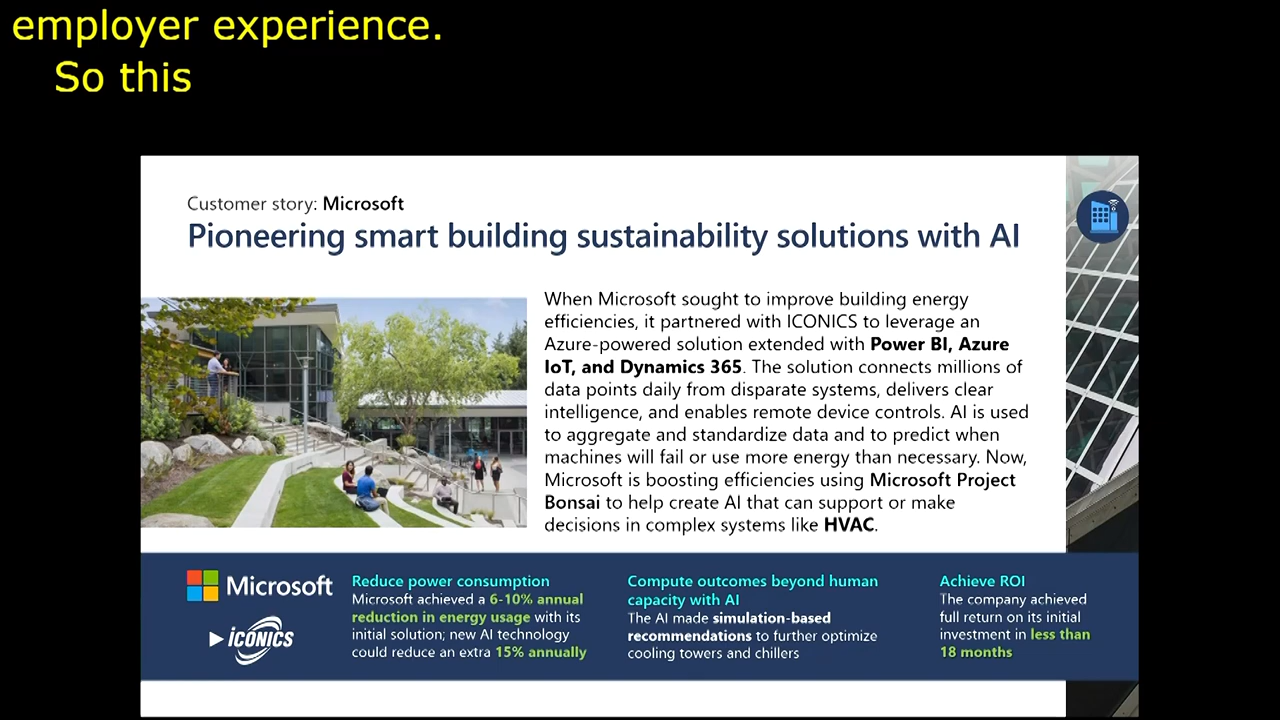 employer experience.
So this
Customer story: Microsoft
Pioneering smart building sustainability solutions with AI
When Microsoft sought to improve building energy
efficiencies, it partnered with ICONICS to leverage an
Azure-powered solution extended with Power BI, Azure
IoT, and Dynamics 365. The solution connects millions of
data points daily from disparate systems, delivers clear
intelligence, and enables remote device controls. AI is used
to aggregate and standardize data and to predict when
machines will fail or use more energy than necessary. Now,
Microsoft is boosting efficiencies using Microsoft Project
Bonsai to help create AI that can support or make
decisions in complex systems like HVAC.
Microsoft
ICONICS
Reduce power consumption
Microsoft achieved a 6-10% annual
reduction in energy usage with its
initial solution; new AI technology
could reduce an extra 15% annually
Compute outcomes beyond human
capacity with AI
The AI made simulation-based
recommendations to further optimize
cooling towers and chillers
Achieve ROI
The company achieved
full return on its initial
investment in less than
18 months